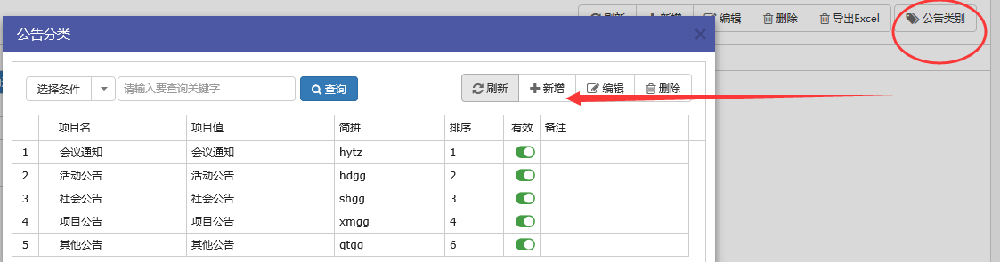 刷新 新增 编辑 删除 导出Excel 公告类别
公告分类
选择条件 请输入要查询关键字 查询 刷新 新增 编辑 删除
项目名 项目值 简拼 排序 有效 备注
1 会议通知 会议通知 hytz 1
2 活动公告 活动公告 hdgg 2
3 社会公告 社会公告 shgg 3
4 项目公告 项目公告 xmgg 4
5 其他公告 其他公告 qtgg 6